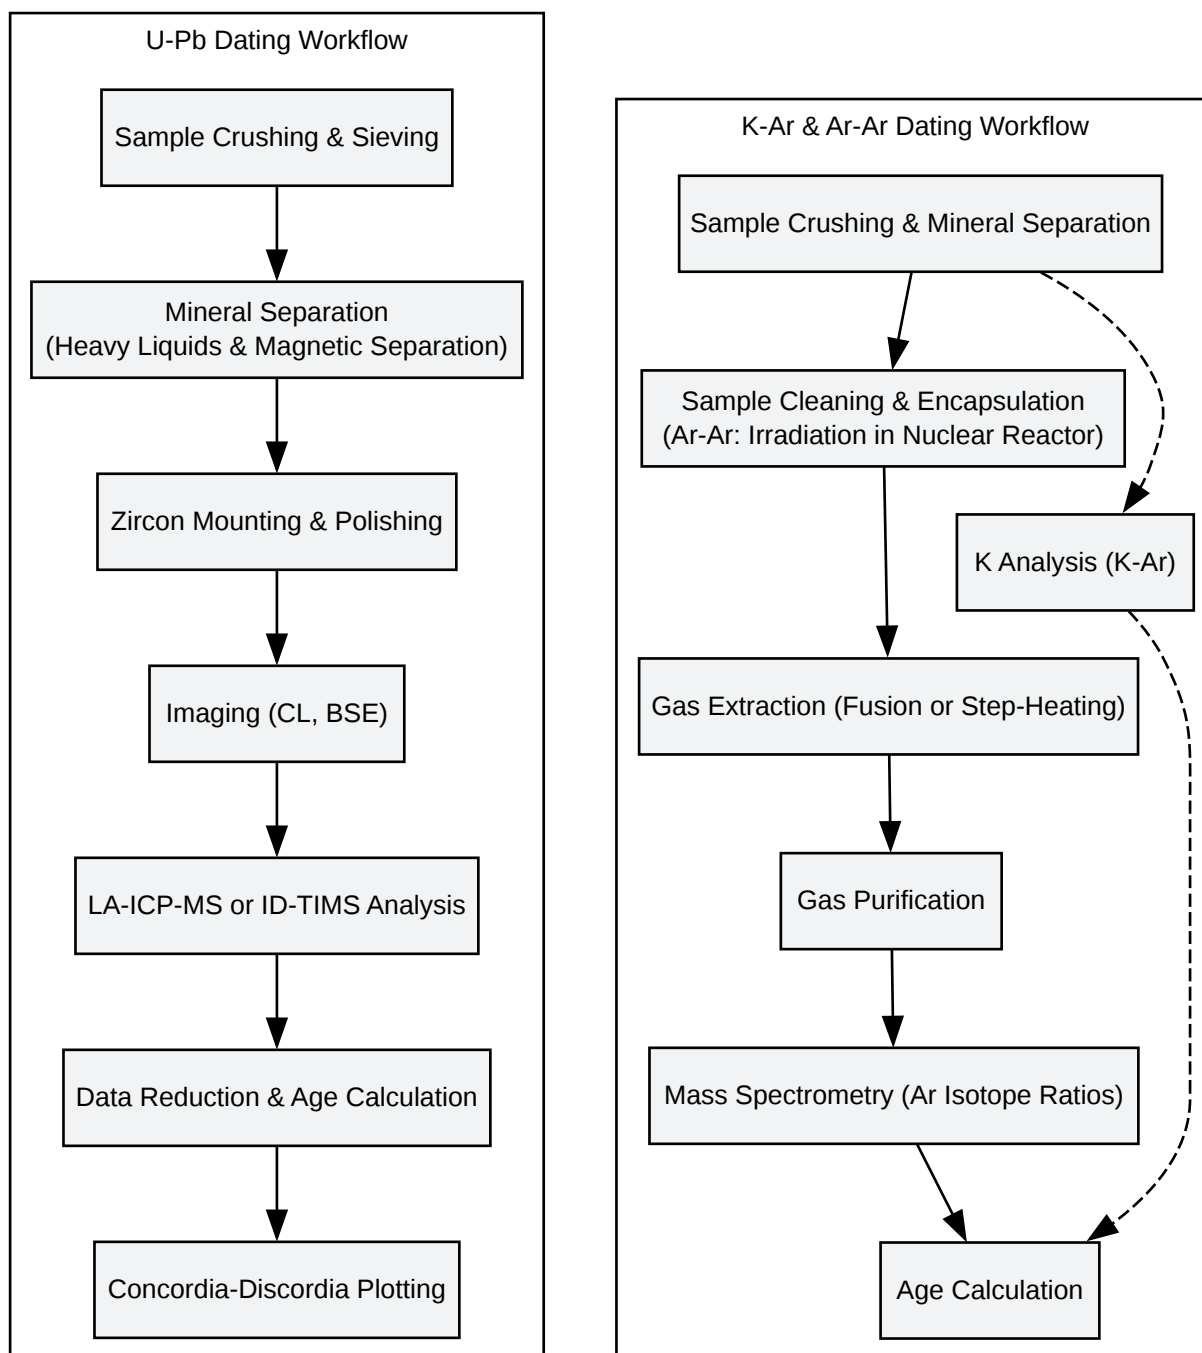 U-Pb Dating Workflow
Sample Crushing & Sieving
Mineral Separation
(Heavy Liquids & Magnetic Separation)
Zircon Mounting & Polishing
Imaging (CL, BSE)
LA-ICP-MS or ID-TIMS Analysis
Data Reduction & Age Calculation
Concordia-Discordia Plotting
K-Ar & Ar-Ar Dating Workflow
Sample Crushing & Mineral Separation
Sample Cleaning & Encapsulation
(Ar-Ar: Irradiation in Nuclear Reactor)
K Analysis (K-Ar)
Gas Extraction (Fusion or Step-Heating)
Gas Purification
Mass Spectrometry (Ar Isotope Ratios)
Age Calculation